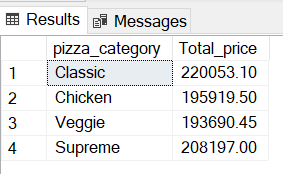 Results Messages
pizza_category Total_price
1 Classic 220053.10
2 Chicken 195919.50
3 Veggie 193690.45
4 Supreme 208197.00